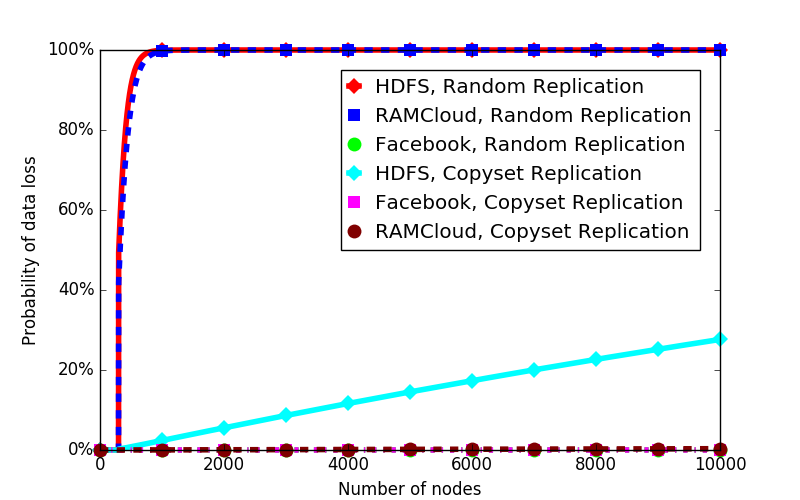 100%
80%
60%
40%
20%
0%
Probability of data loss
HDFS, Random Replication
RAMCloud, Random Replication
Facebook, Random Replication
HDFS, Copyset Replication
Facebook, Copyset Replication
RAMCloud, Copyset Replication
0 2000 4000 6000 8000 10000
Number of nodes